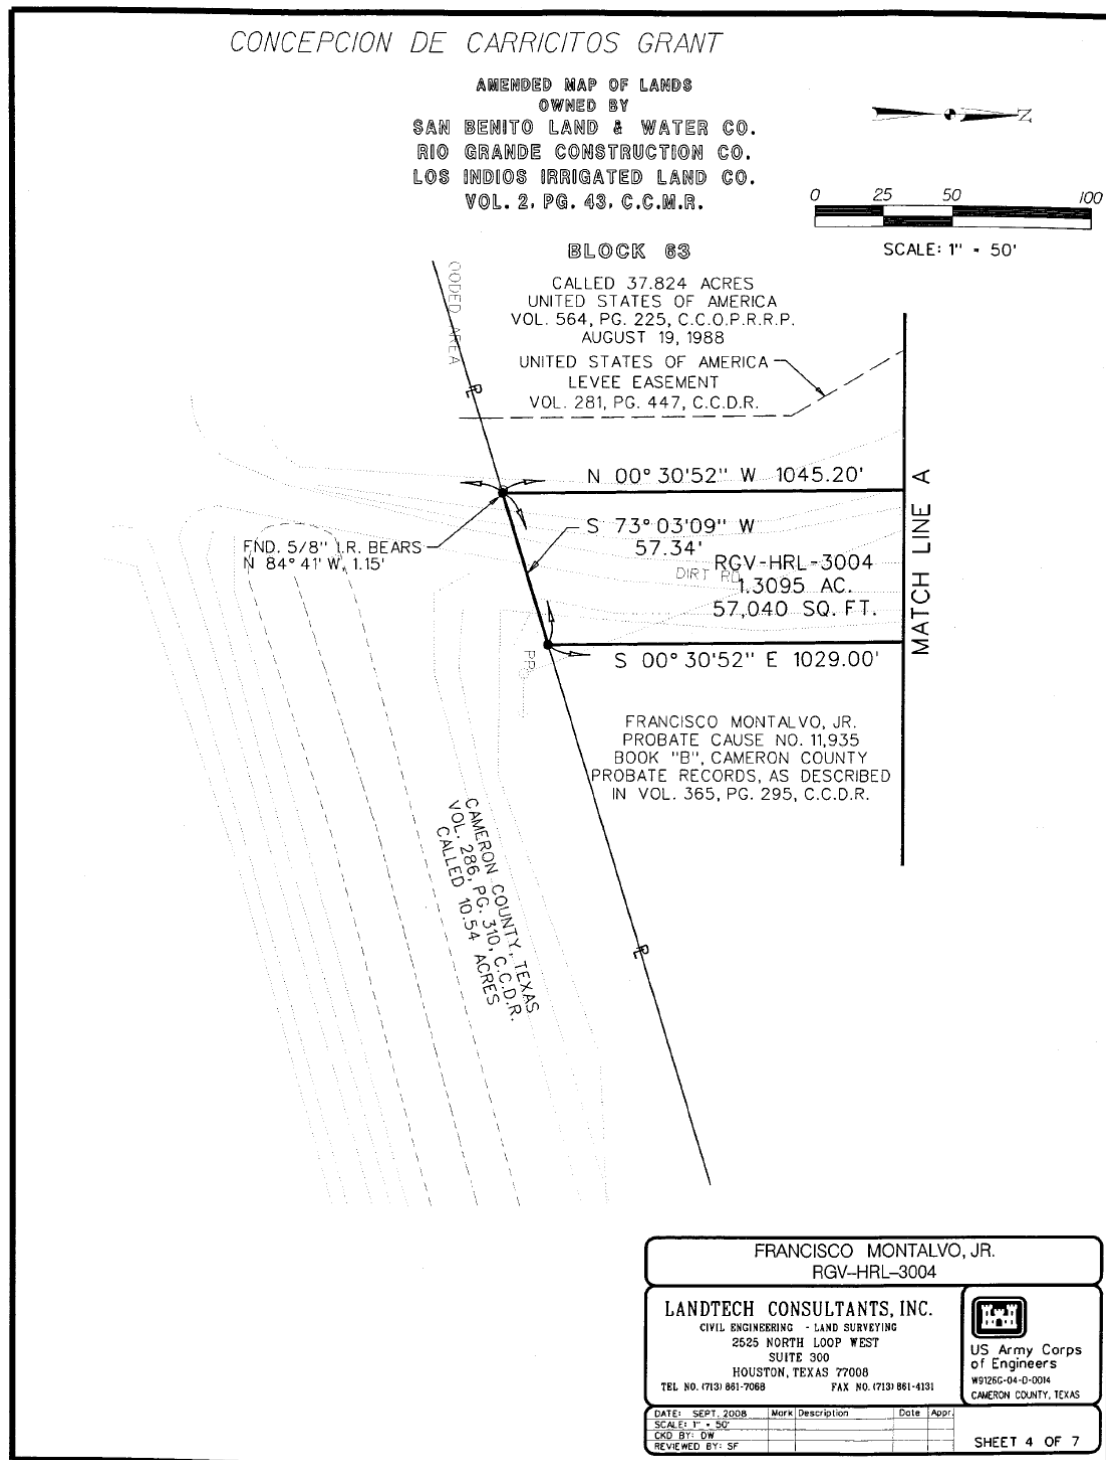 CONCEPCION DE CARRICITOS GRANT
AMENDED MAP OF LANDS
OWNED BY
SAN BENITO LAND & WATER CO.
RIO GRANDE CONSTRUCTION CO.
LOS INDIOS IRRIGATED LAND CO.
VOL. 2, PG. 43, C.C.M.R.
Z
0 25 50 100
SCALE: 1" = 50'
BLOCK 63
CALLED 37.824 ACRES
UNITED STATES OF AMERICA
VOL. 564, PG. 225, C.C.O.P.R.R.P.
AUGUST 19, 1988
UNITED STATES OF AMERICA
LEVEE EASEMENT
VOL. 281, PG. 447, C.C.D.R.
OODED AREA
PL
N 00° 30'52" W 1045.20'
MATCH LINE A
S 73° 03'09" W
57.34'
FND. 5/8" I.R. BEARS
N 84° 41' W, 1.15'
DIRT RD
RGV-HRL-3004
1.3095 AC.
57,040 SQ. FT.
PP
S 00° 30'52" E 1029.00'
FRANCISCO MONTALVO, JR.
PROBATE CAUSE NO. 11,935
BOOK "B", CAMERON COUNTY
PROBATE RECORDS, AS DESCRIBED
IN VOL. 365, PG. 295, C.C.D.R.
CAMERON COUNTY, TEXAS
VOL. 286, PG. 310, C.C.D.R.
CALLED 10.54 ACRES
PL
FRANCISCO MONTALVO, JR.
RGV-HRL-3004
LANDTECH CONSULTANTS, INC.
CIVIL ENGINEERING - LAND SURVEYING
2525 NORTH LOOP WEST
SUITE 300
HOUSTON, TEXAS 77008
TEL NO. (713) 861-7068 FAX NO. (713) 861-4131
US Army Corps
of Engineers
W9126G-04-D-0014
CAMERON COUNTY, TEXAS
DATE: SEPT. 2008 Mark Description Date Appr.
SCALE: 1" = 50'
CKD BY: DW
REVIEWED BY: SF
SHEET 4 OF 7